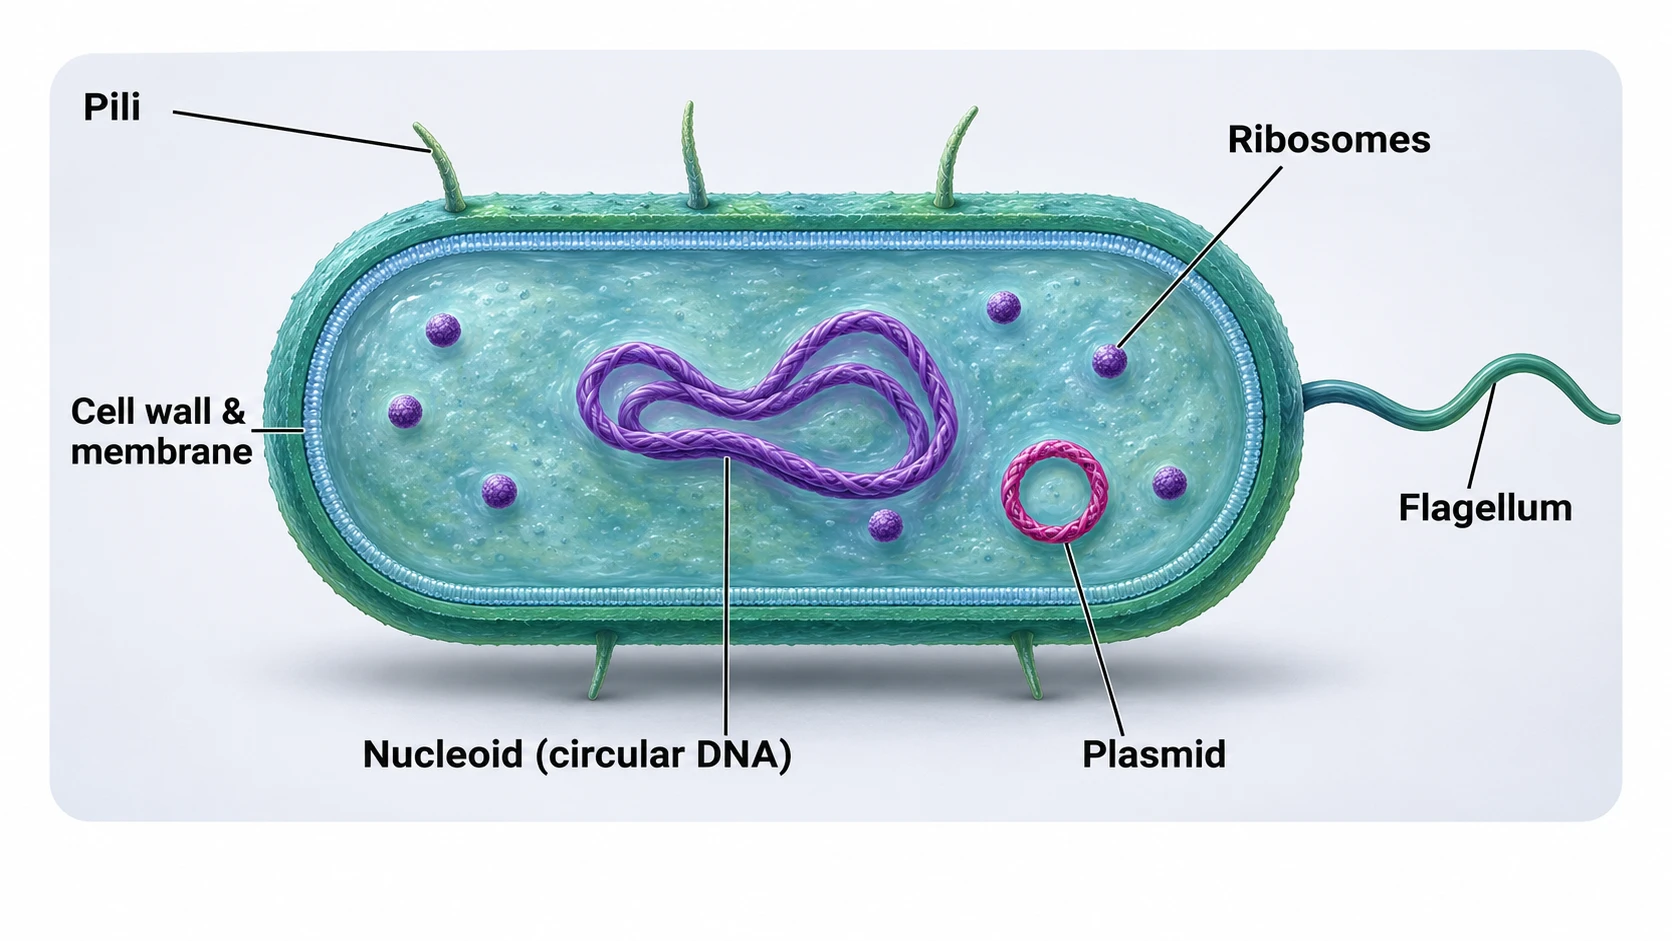 Pili
Ribosomes
Cell wall &
membrane
Flagellum
Nucleoid (circular DNA)
Plasmid